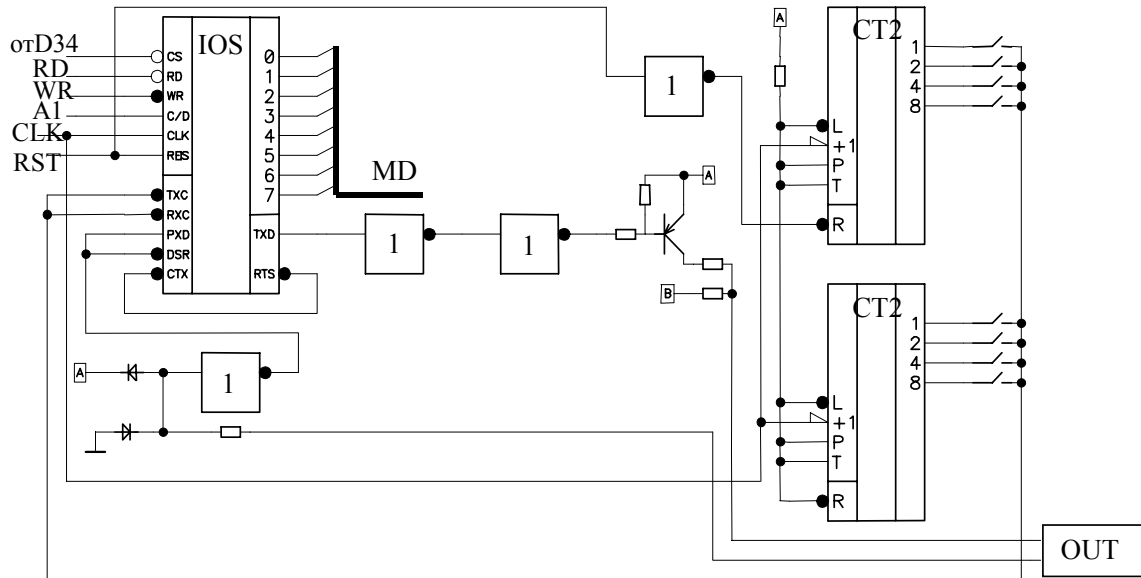 отD34
RD
WR
A1
CLK
RST
IOS
CS
RD
WR
C/D
CLK
RES
TXC
RXC
PXD
DSR
CTX
0
1
2
3
4
5
6
7
TXD
RTS
MD
1
1
1
1
A
B
A
A
CT2
L
+1
P
T
R
1
2
4
8
CT2
L
+1
P
T
R
1
2
4
8
OUT